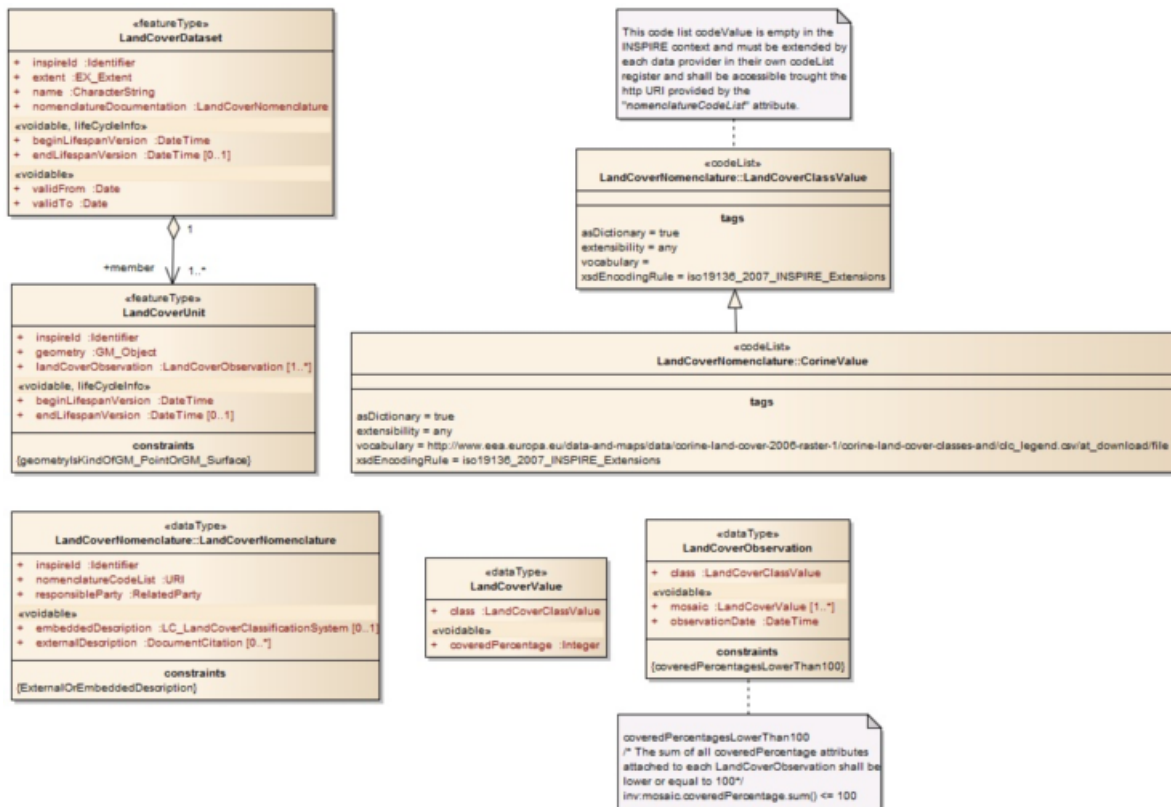 «featureType»
LandCoverDataset
+ inspireId :Identifier
+ extent :EX_Extent
+ name :CharacterString
+ nomenclatureDocumentation :LandCoverNomenclature
«voidable, lifeCycleInfo»
+ beginLifespanVersion :DateTime
+ endLifespanVersion :DateTime [0..1]
«voidable»
+ validFrom :Date
+ validTo :Date
1
+member
1..*
«featureType»
LandCoverUnit
+ inspireId :Identifier
+ geometry :GM_Object
+ landCoverObservation :LandCoverObservation [1..*]
«voidable, lifeCycleInfo»
+ beginLifespanVersion :DateTime
+ endLifespanVersion :DateTime [0..1]
constraints
{geometryIsKindOfGM_PointOrGM_Surface}
This code list codeValue is empty in the
INSPIRE context and must be extended by
each data provider in their own codeList
register and shall be accessible trought the
http URI provided by the
"nomenclatureCodeList" attribute.
«codeList»
LandCoverNomenclature::LandCoverClassValue
tags
asDictionary = true
extensibility = any
vocabulary =
xsdEncodingRule = iso19136_2007_INSPIRE_Extensions
«codeList»
LandCoverNomenclature::CorineValue
tags
asDictionary = true
extensibility = any
vocabulary = http://www.eea.europa.eu/data-and-maps/data/corine-land-cover-2006-raster-1/corine-land-cover-classes-and/clc_legend.csv/at_download/file
xsdEncodingRule = iso19136_2007_INSPIRE_Extensions
«dataType»
LandCoverNomenclature::LandCoverNomenclature
+ inspireId :Identifier
+ nomenclatureCodeList :URI
+ responsibleParty :RelatedParty
«voidable»
+ embeddedDescription :LC_LandCoverClassificationSystem [0..1]
+ externalDescription :DocumentCitation [0..*]
constraints
{ExternalOrEmbeddedDescription}
«dataType»
LandCoverValue
+ class :LandCoverClassValue
«voidable»
+ coveredPercentage :Integer
«dataType»
LandCoverObservation
+ class :LandCoverClassValue
«voidable»
+ mosaic :LandCoverValue [1..*]
+ observationDate :DateTime
constraints
{coveredPercentagesLowerThan100}
coveredPercentagesLowerThan100
/* The sum of all coveredPercentage attributes
attached to each LandCoverObservation shall be
lower or equal to 100*/
inv:mosaic.coveredPercentage.sum() <= 100